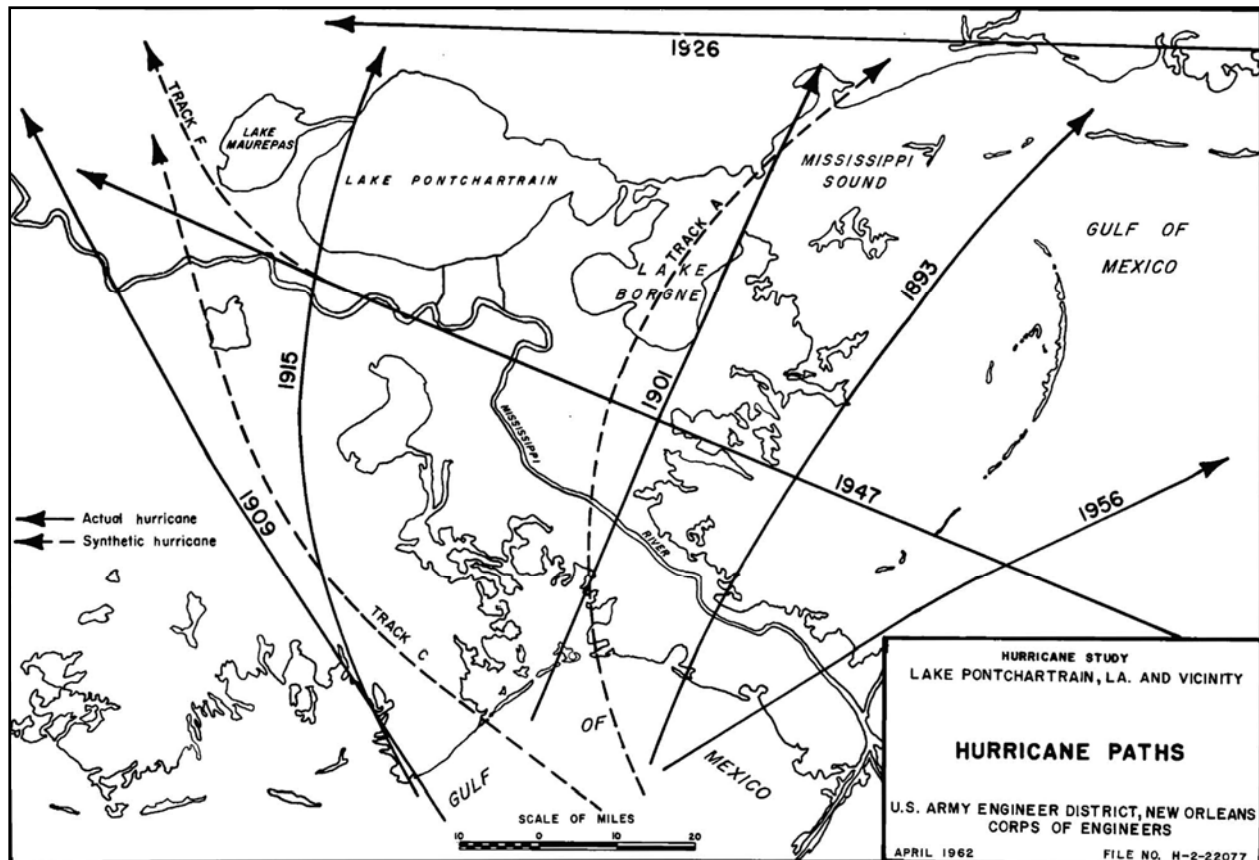 1926
TRACK F
LAKE
MAUREPAS
LAKE PONTCHARTRAIN
MISSISSIPPI
SOUND
GULF OF
MEXICO
TRACK A
LAKE
BORGNE
1893
1915
1901
MISSISSIPPI
RIVER
1947
1956
1909
Actual hurricane
Synthetic hurricane
TRACK C
GULF
OF
MEXICO
SCALE OF MILES
10 0 10 20
HURRICANE STUDY
LAKE PONTCHARTRAIN, LA. AND VICINITY
HURRICANE PATHS
U.S. ARMY ENGINEER DISTRICT, NEW ORLEANS
CORPS OF ENGINEERS
APRIL 1962 FILE NO. H-2-22077